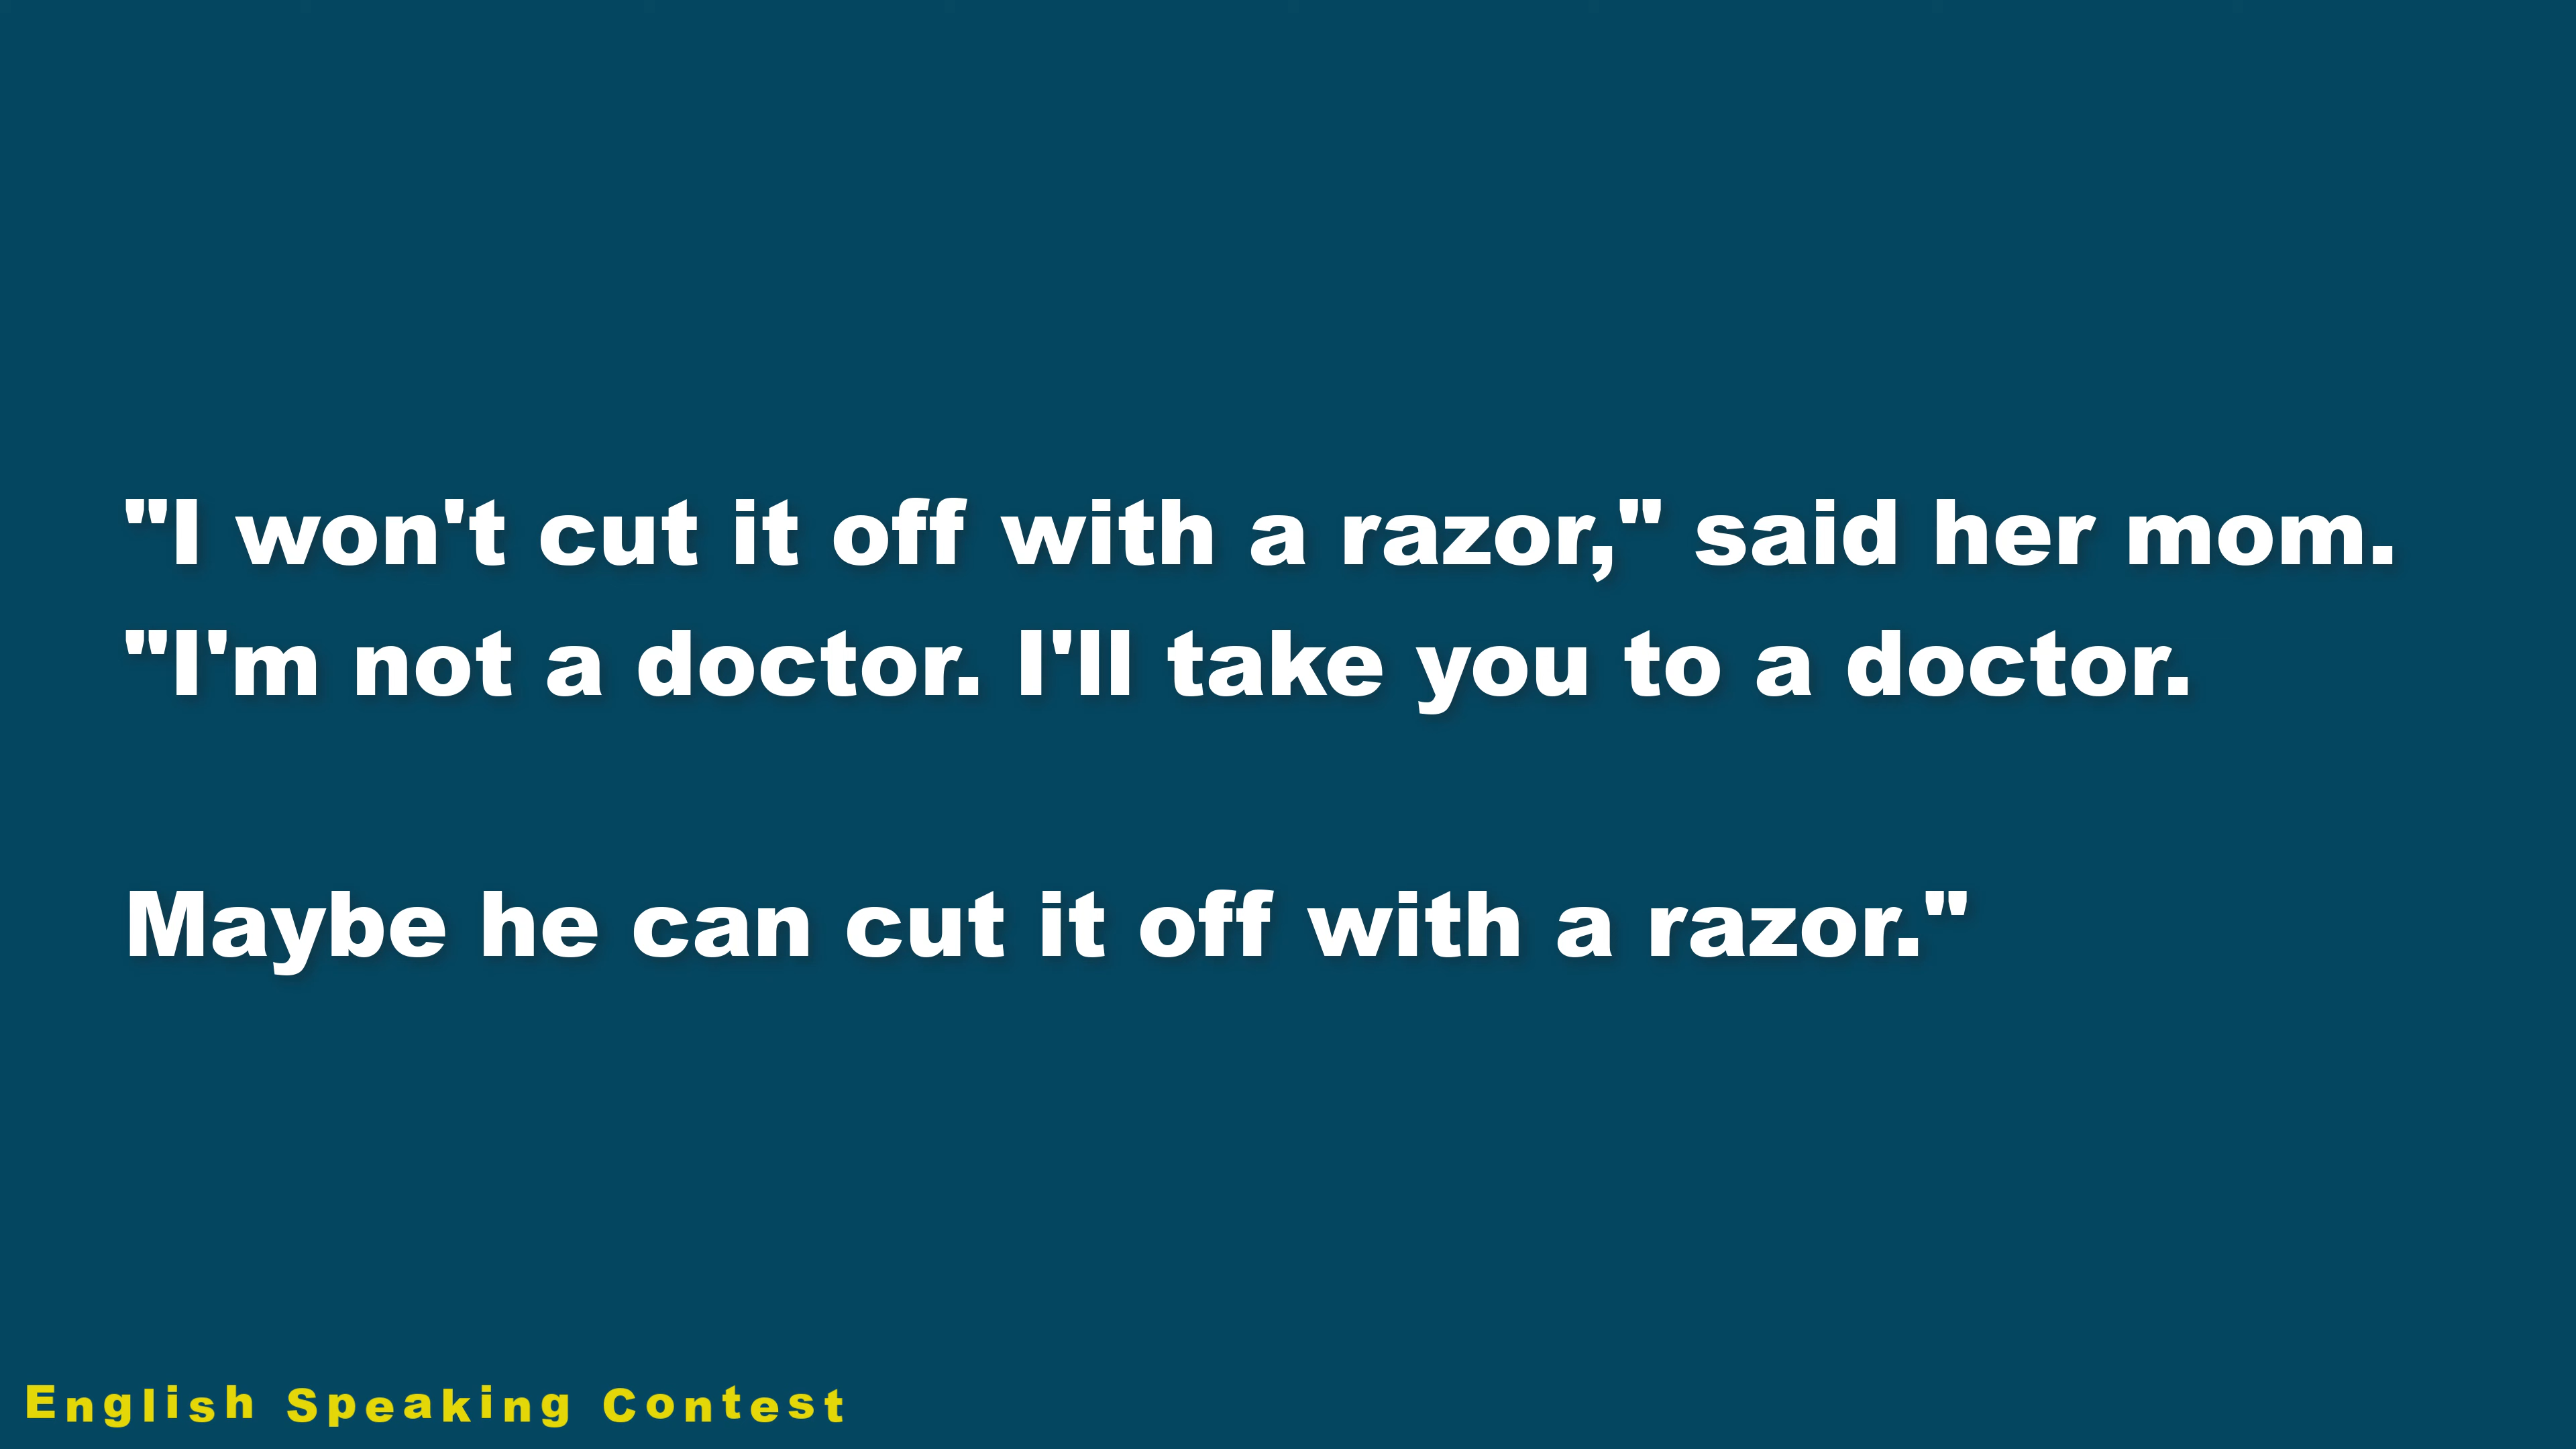 "I won't cut it off with a razor," said her mom.
"I'm not a doctor. I'll take you to a doctor.
Maybe he can cut it off with a razor."
English Speaking Contest